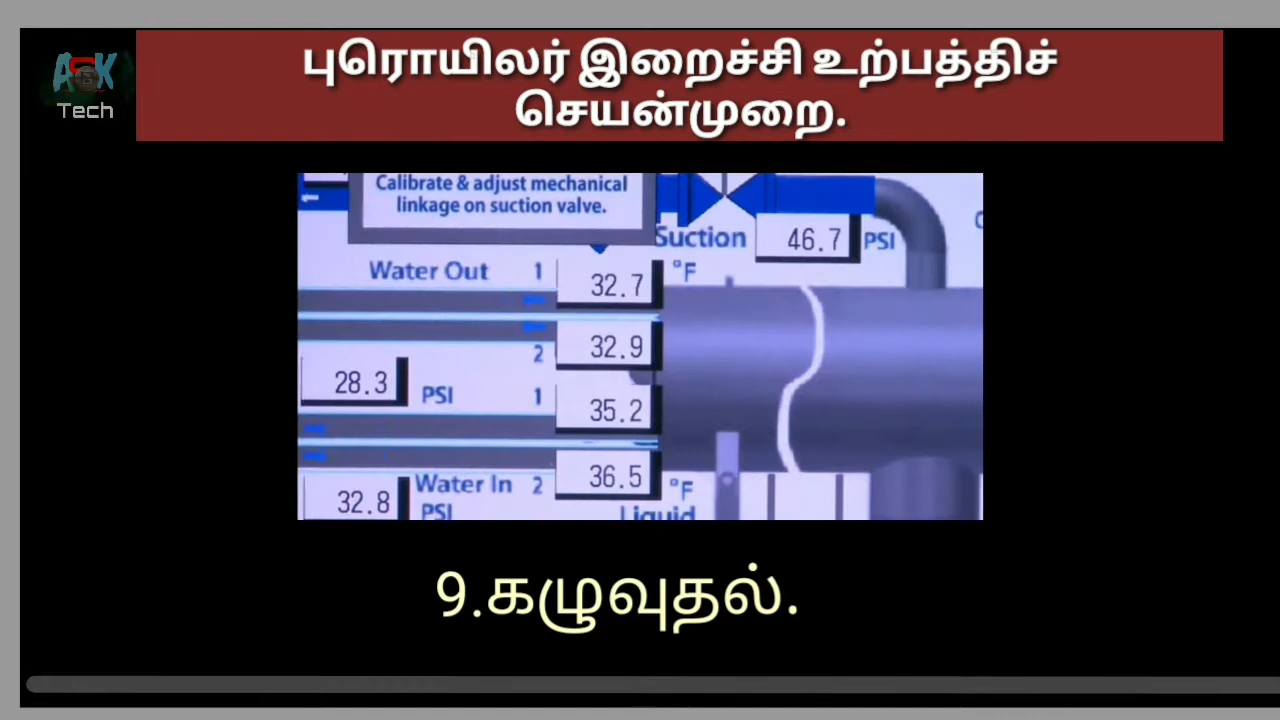 ASK
Tech
புரொயிலர் இறைச்சி உற்பத்திச்
செயன்முறை.
Calibrate & adjust mechanical
linkage on suction valve.
Suction 46.7 PSI
Water Out 1 32.7 °F
2 32.9
28.3 PSI 1 35.2
Water In 2 36.5 °F
32.8 PSI
Liquid
9.கழுவுதல்.